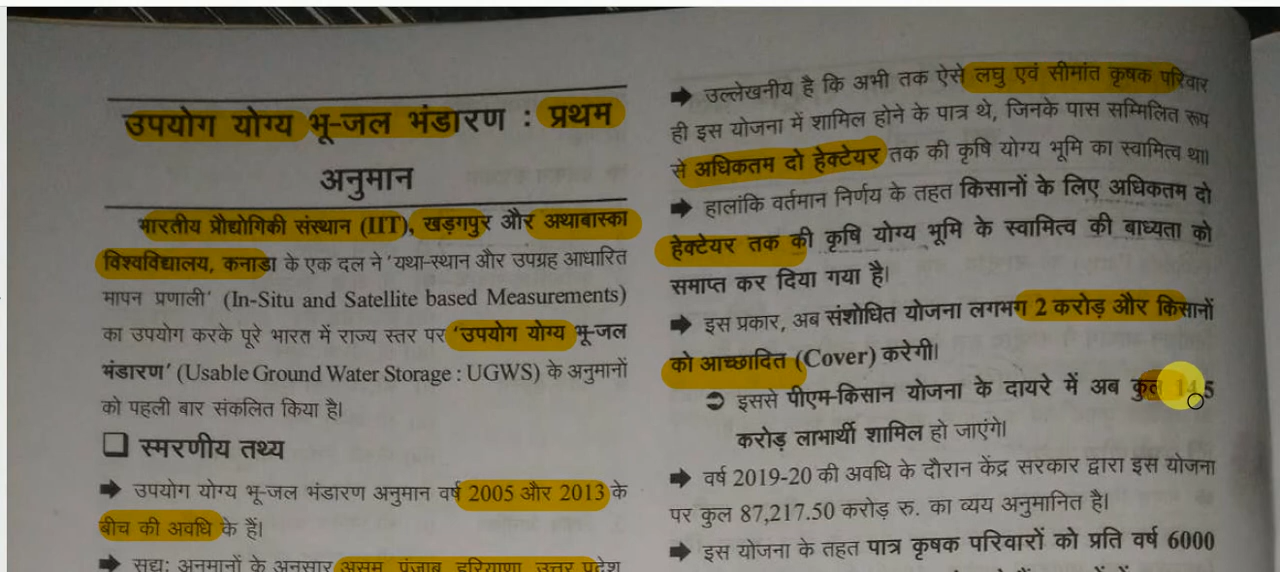 उपयोग योग्य भू-जल भंडारण : प्रथम
अनुमान
भारतीय प्रौद्योगिकी संस्थान (IIT), खड़गपुर और अथाबास्का
विश्वविद्यालय, कनाडा के एक दल ने ‘यथा-स्थान और उपग्रह आधारित
मापन प्रणाली’ (In-Situ and Satellite based Measurements)
का उपयोग करके पूरे भारत में राज्य स्तर पर ‘उपयोग योग्य भू-जल
भंडारण’ (Usable Ground Water Storage : UGWS) के अनुमानों
को पहली बार संकलित किया है।
❑ स्मरणीय तथ्य
➡ उपयोग योग्य भू-जल भंडारण अनुमान वर्ष 2005 और 2013 के
बीच की अवधि के हैं।
➡ सद्य: अनुमानों के अनुसार असम, पंजाब, हरियाणा, उत्तर प्रदेश,
➡ उल्लेखनीय है कि अभी तक ऐसे लघु एवं सीमांत कृषक परिवार
ही इस योजना में शामिल होने के पात्र थे, जिनके पास सम्मिलित रूप
से अधिकतम दो हेक्टेयर तक की कृषि योग्य भूमि का स्वामित्व था।
➡ हालांकि वर्तमान निर्णय के तहत किसानों के लिए अधिकतम दो
हेक्टेयर तक की कृषि योग्य भूमि के स्वामित्व की बाध्यता को
समाप्त कर दिया गया है।
➡ इस प्रकार, अब संशोधित योजना लगभग 2 करोड़ और किसानों
को आच्छादित (Cover) करेगी।
➲ इससे पीएम-किसान योजना के दायरे में अब कुल 14.5
करोड़ लाभार्थी शामिल हो जाएंगे।
➡ वर्ष 2019-20 की अवधि के दौरान केंद्र सरकार द्वारा इस योजना
पर कुल 87,217.50 करोड़ रु. का व्यय अनुमानित है।
➡ इस योजना के तहत पात्र कृषक परिवारों को प्रति वर्ष 6000